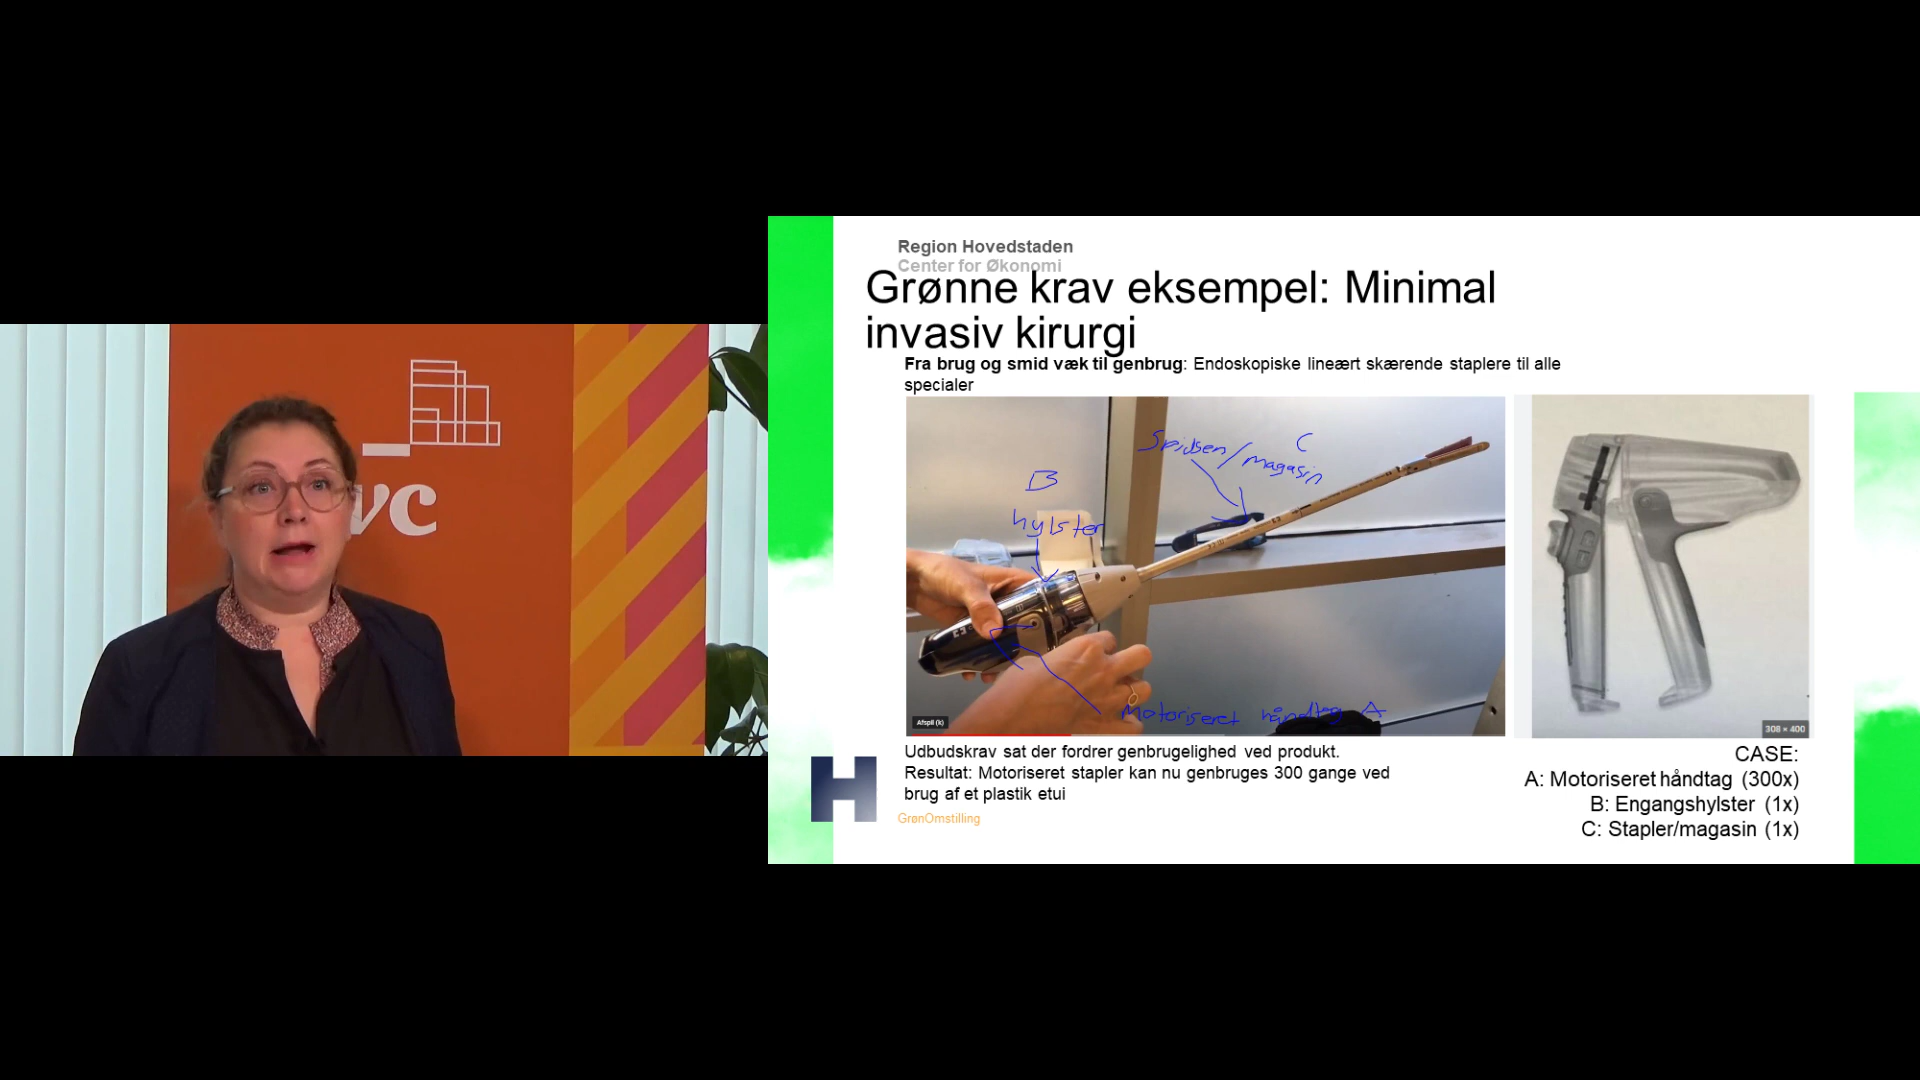 wc
Region Hovedstaden
Center for Økonomi
Grønne krav eksempel: Minimal
invasiv kirurgi
Fra brug og smid væk til genbrug: Endoskopiske lineært skærende staplere til alle
specialer
Spidsen/magasin C
B
hylster
Motoriseret håndtag A
Afspil (k)
308 × 400
Udbudskrav sat der fordrer genbrugelighed ved produkt.
Resultat: Motoriseret stapler kan nu genbruges 300 gange ved
brug af et plastik etui
CASE:
A: Motoriseret håndtag (300x)
B: Engangshylster (1x)
C: Stapler/magasin (1x)
H
GrønOmstilling